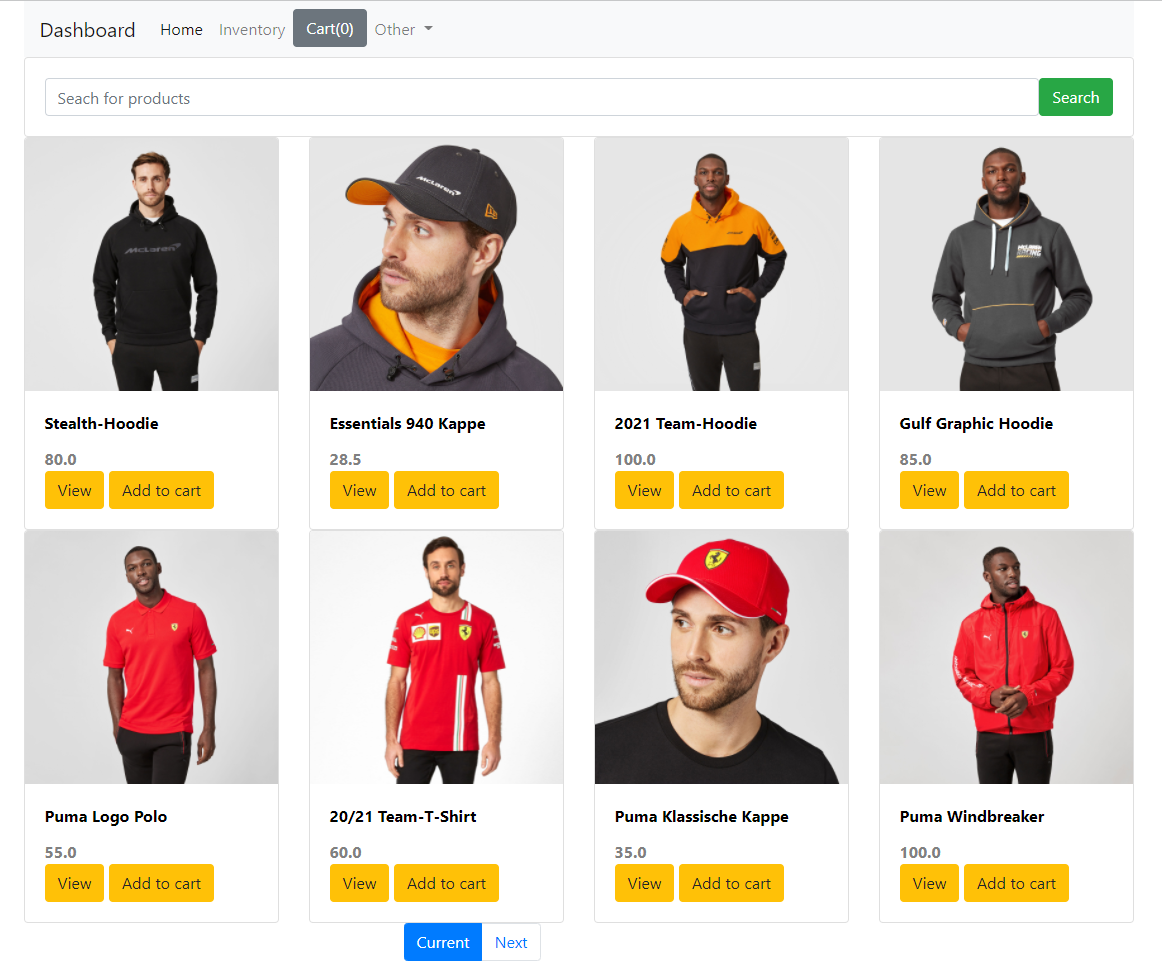 Dashboard Home Inventory Cart(0) Other
Seach for products Search
McLaren
McLaren
Stealth-Hoodie
Essentials 940 Kappe
2021 Team-Hoodie
Gulf Graphic Hoodie
80.0
28.5
100.0
85.0
View Add to cart
View Add to cart
View Add to cart
View Add to cart
Puma Logo Polo
20/21 Team-T-Shirt
Puma Klassische Kappe
Puma Windbreaker
55.0
60.0
35.0
100.0
View Add to cart
View Add to cart
View Add to cart
View Add to cart
Current Next